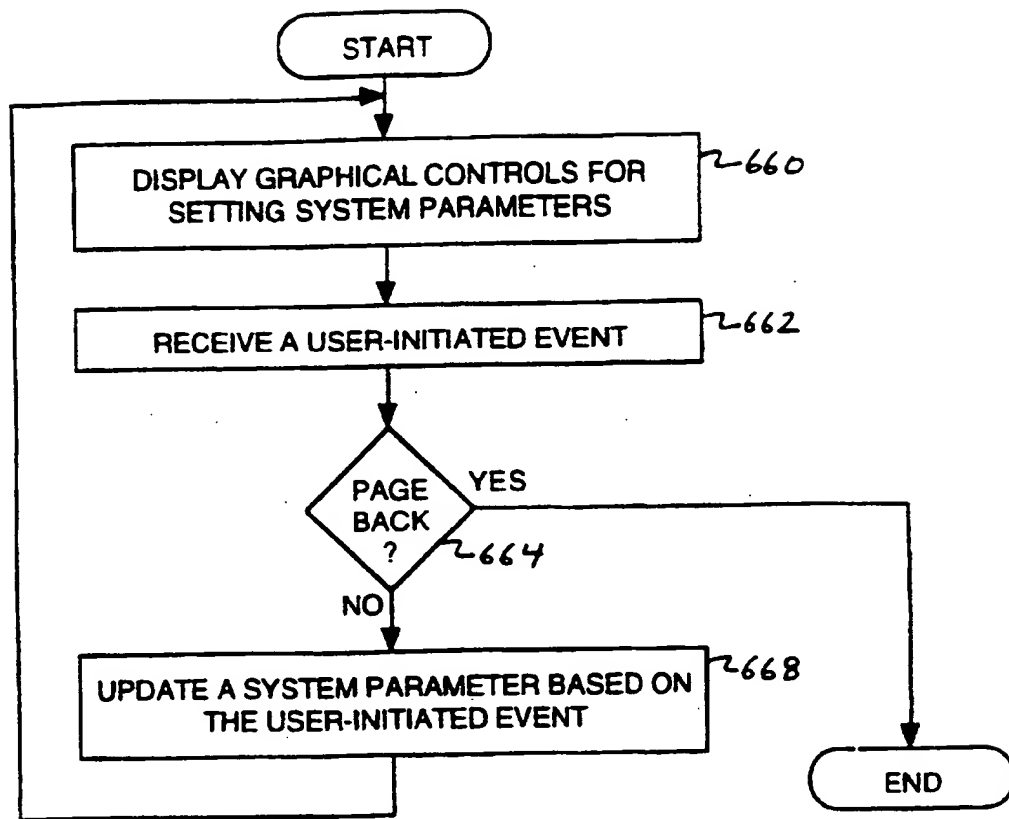 START
DISPLAY GRAPHICAL CONTROLS FOR
SETTING SYSTEM PARAMETERS
660
RECEIVE A USER-INITIATED EVENT
662
PAGE
BACK
?
YES
664
NO
UPDATE A SYSTEM PARAMETER BASED ON
THE USER-INITIATED EVENT
668
END